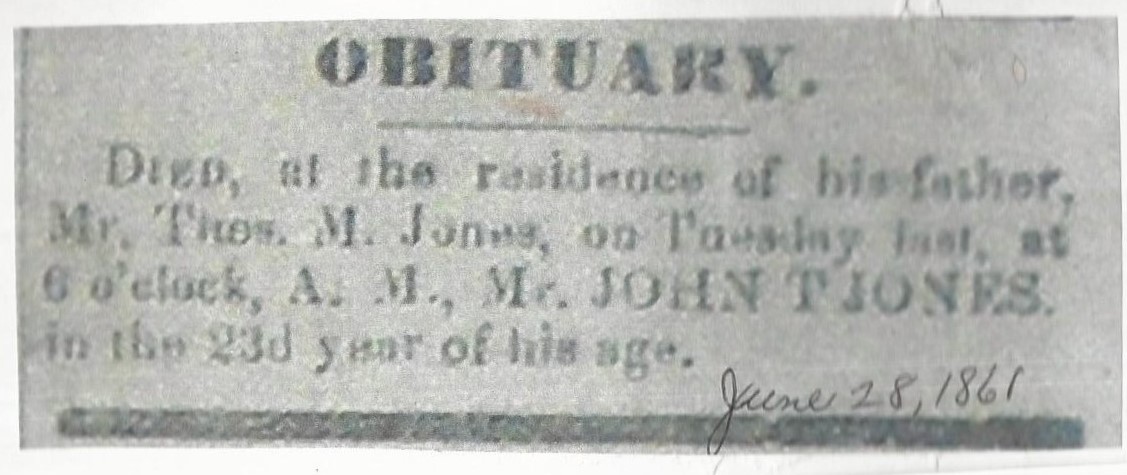 OBITUARY.
DIED, at the residence of his father,
Mr. Thos. M. Jones, on Tuesday last, at
6 o'clock, A. M., Mr. JOHN T JONES.
in the 23d year of his age.
June 28, 1861